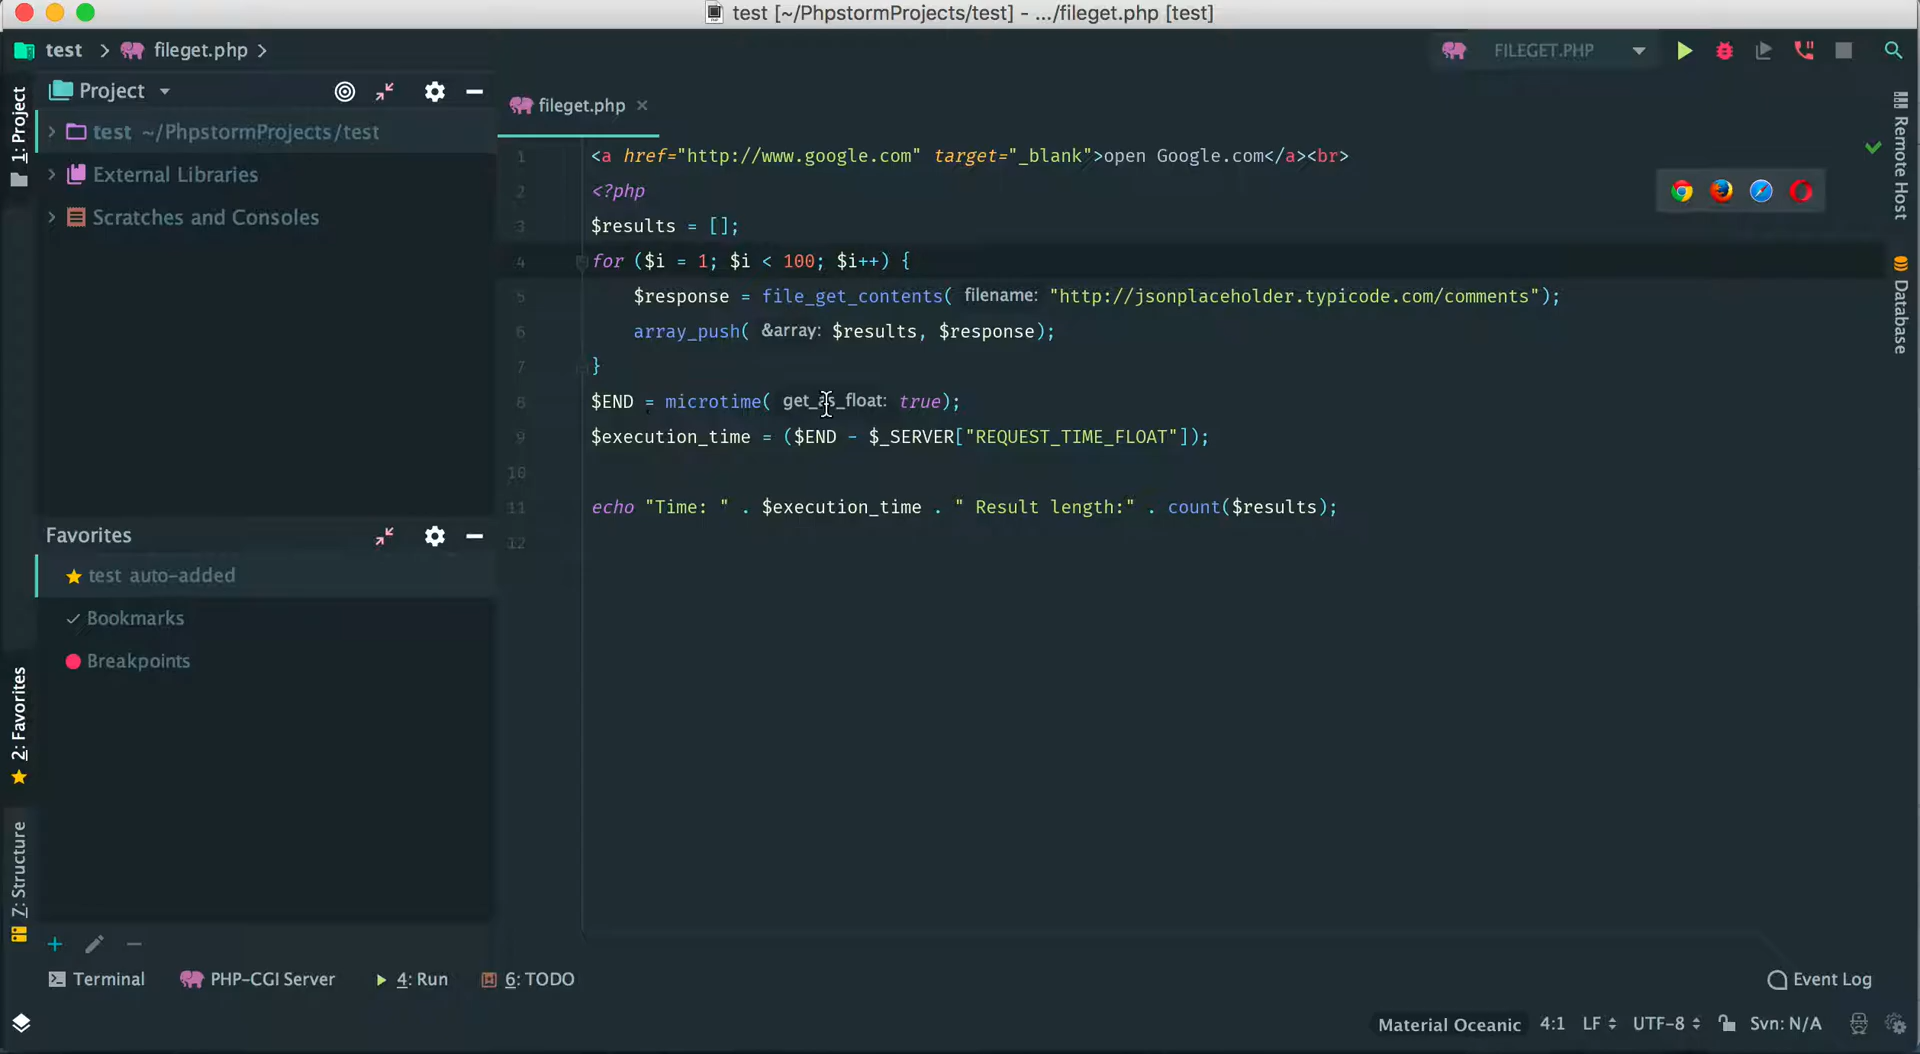 test [~/PhpstormProjects/test] - .../fileget.php [test]
test > fileget.php >
FILEGET.PHP
1: Project
Project
test ~/PhpstormProjects/test
External Libraries
Scratches and Consoles
fileget.php ×
1 <a href="http://www.google.com" target="_blank">open Google.com</a><br>
2 <?php
3 $results = [];
4 for ($i = 1; $i < 100; $i++) {
5 $response = file_get_contents( filename: "http://jsonplaceholder.typicode.com/comments");
6 array_push( &array: $results, $response);
7 }
8 $END = microtime( get_as_float: true);
9 $execution_time = ($END - $_SERVER["REQUEST_TIME_FLOAT"]);
10
11 echo "Time: " . $execution_time . " Result length:" . count($results);
12
Remote Host
Database
Favorites
test auto-added
Bookmarks
Breakpoints
2: Favorites
Z: Structure
Terminal
PHP-CGI Server
4: Run
6: TODO
Event Log
Material Oceanic 4:1 LF UTF-8 Svn: N/A